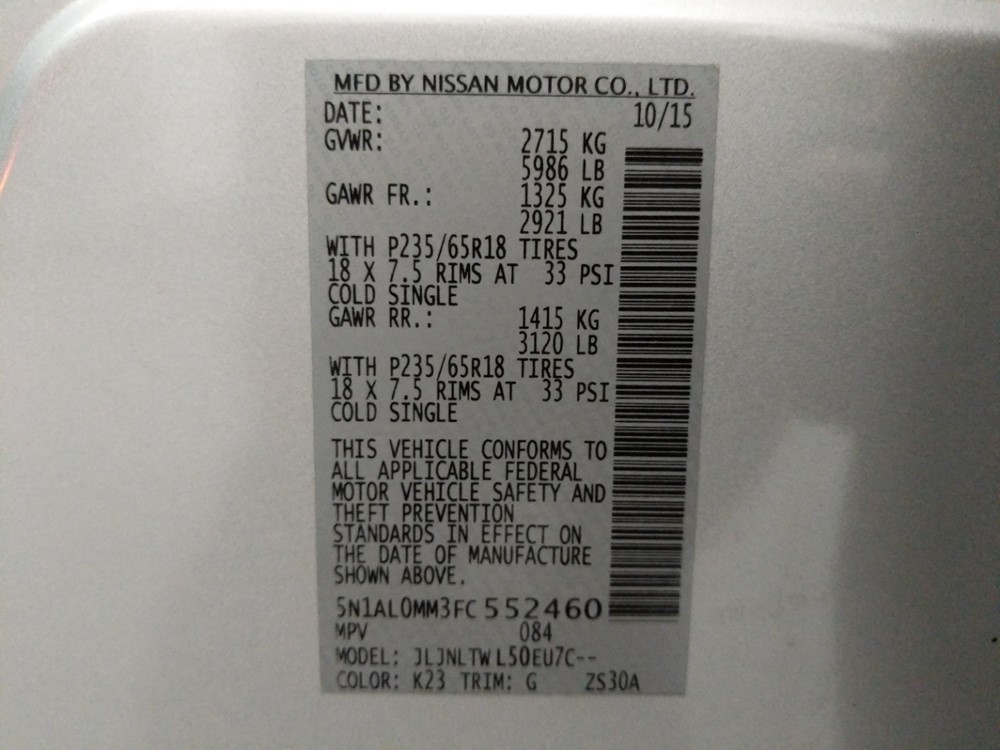 MFD BY NISSAN MOTOR CO., LTD.
DATE: 10/15
GVWR: 2715 KG
5986 LB
GAWR FR.: 1325 KG
2921 LB
WITH P235/65R18 TIRES
18 X 7.5 RIMS AT 33 PSI
COLD SINGLE
GAWR RR.: 1415 KG
3120 LB
WITH P235/65R18 TIRES
18 X 7.5 RIMS AT 33 PSI
COLD SINGLE
THIS VEHICLE CONFORMS TO
ALL APPLICABLE FEDERAL
MOTOR VEHICLE SAFETY AND
THEFT PREVENTION
STANDARDS IN EFFECT ON
THE DATE OF MANUFACTURE
SHOWN ABOVE.
5N1AL0MM3FC552460
MPV 084
MODEL: JLJNLTWL50EU7C--
COLOR: K23 TRIM: G ZS30A